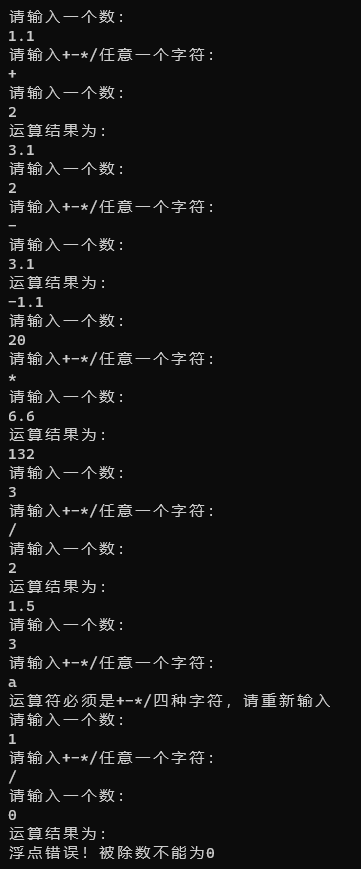 请输入一个数:
1.1
请输入+-*/任意一个字符:
+
请输入一个数:
2
运算结果为:
3.1
请输入一个数:
2
请输入+-*/任意一个字符:
-
请输入一个数:
3.1
运算结果为:
-1.1
请输入一个数:
20
请输入+-*/任意一个字符:
*
请输入一个数:
6.6
运算结果为:
132
请输入一个数:
3
请输入+-*/任意一个字符:
/
请输入一个数:
2
运算结果为:
1.5
请输入一个数:
3
请输入+-*/任意一个字符:
a
运算符必须是+-*/四种字符, 请重新输入
请输入一个数:
1
请输入+-*/任意一个字符:
/
请输入一个数:
0
运算结果为:
浮点错误! 被除数不能为0